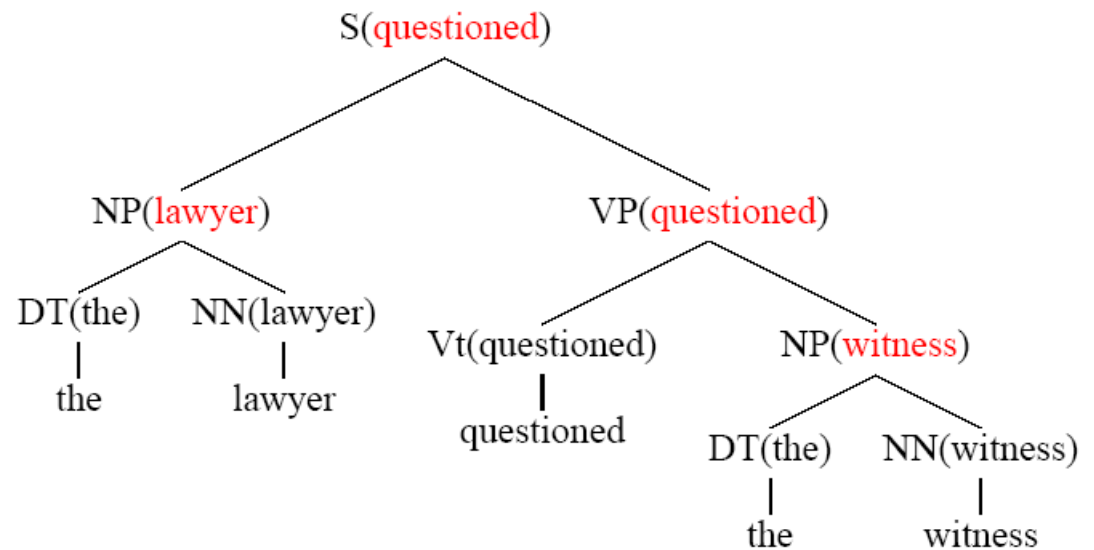 S(questioned)
NP(lawyer) VP(questioned)
DT(the) NN(lawyer) Vt(questioned) NP(witness)
the lawyer questioned
DT(the) NN(witness)
the witness